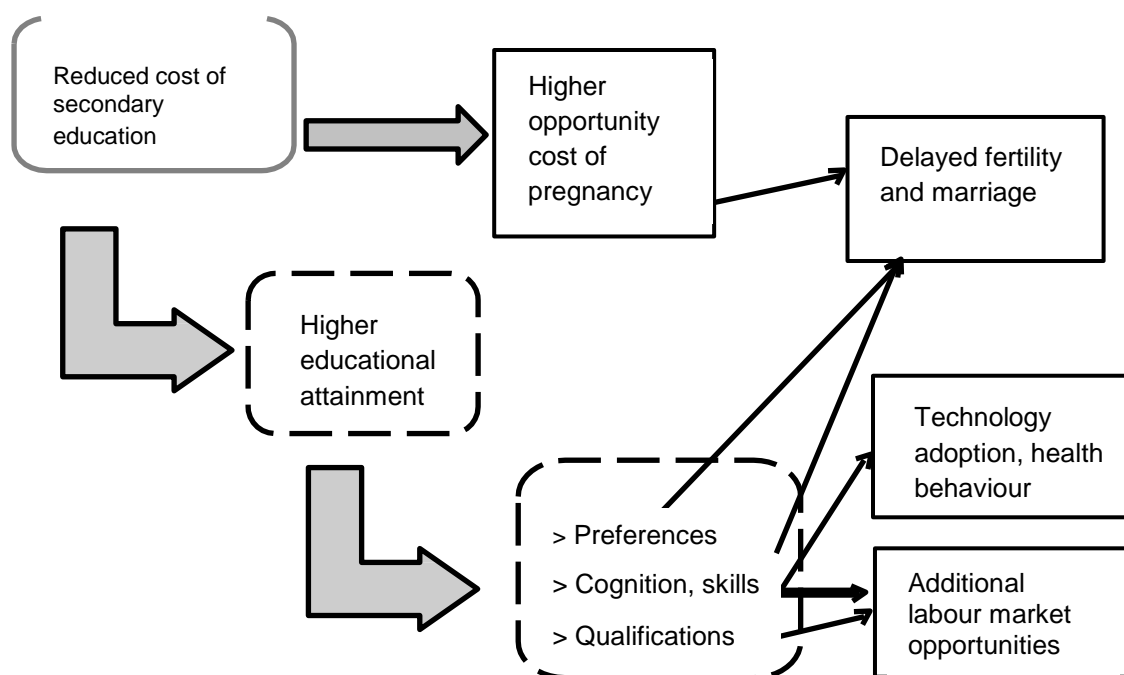 Reduced cost of
secondary
education
Higher
opportunity
cost of
pregnancy
Delayed fertility
and marriage
Higher
educational
attainment
Technology
adoption, health
behaviour
> Preferences
> Cognition, skills
> Qualifications
Additional
labour market
opportunities